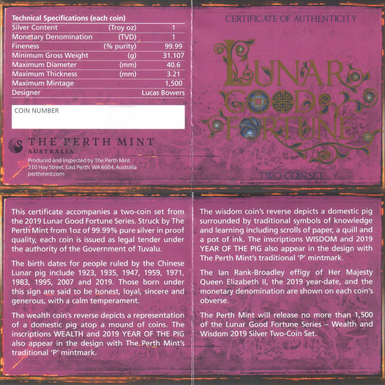 Technical Specifications (each coin)
Silver Content (Troy oz) 1
Monetary Denomination (TVD) 1
Fineness (% purity) 99.99
Minimum Gross Weight (g) 31.107
Maximum Diameter (mm) 40.6
Maximum Thickness (mm) 3.21
Maximum Mintage 1,500
Designer Lucas Bowers
COIN NUMBER
THE PERTH MINT
AUSTRALIA
Produced and inspected by The Perth Mint
310 Hay Street, East Perth, WA 6004, Australia
perthmint.com
CERTIFICATE OF AUTHENTICITY
LUNAR
GOOD
FORTUNE
TWO-COIN SET
This certificate accompanies a two-coin set from
the 2019 Lunar Good Fortune Series. Struck by The
Perth Mint from 1oz of 99.99% pure silver in proof
quality, each coin is issued as legal tender under
the authority of the Government of Tuvalu.
The birth dates for people ruled by the Chinese
Lunar pig include 1923, 1935, 1947, 1959, 1971,
1983, 1995, 2007 and 2019. Those born under
this sign are said to be honest, loyal, sincere and
generous, with a calm temperament.
The wealth coin's reverse depicts a representation
of a domestic pig atop a mound of coins. The
inscriptions WEALTH and 2019 YEAR OF THE PIG
also appear in the design with The Perth Mint's
traditional 'P' mintmark.
The wisdom coin's reverse depicts a domestic pig
surrounded by traditional symbols of knowledge
and learning including scrolls of paper, a quill and
a pot of ink. The inscriptions WISDOM and 2019
YEAR OF THE PIG also appear in the design with
The Perth Mint's traditional 'P' mintmark.
The Ian Rank-Broadley effigy of Her Majesty
Queen Elizabeth II, the 2019 year-date, and the
monetary denomination are shown on each coin's
obverse.
The Perth Mint will release no more than 1,500
of the Lunar Good Fortune Series – Wealth and
Wisdom 2019 Silver Two-Coin Set.